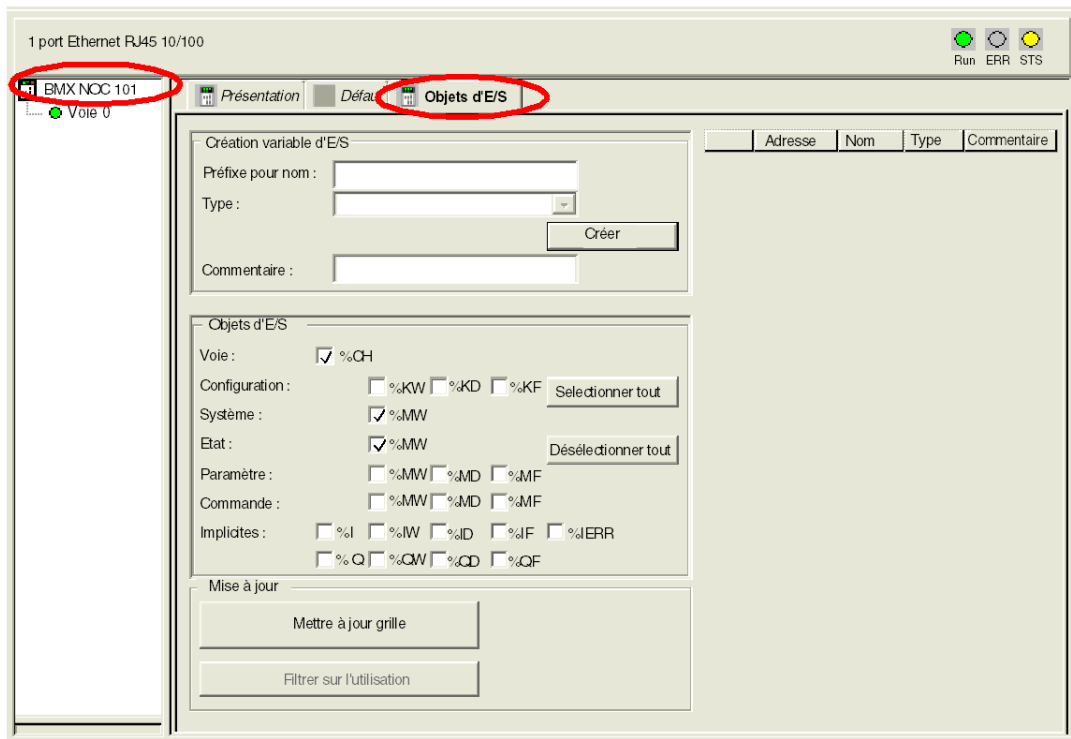 1 port Ethernet RJ45 10/100
Run ERR STS
BMX NOC 101
Voie 0
Présentation Défau Objets d'E/S
Création variable d'E/S
Préfixe pour nom :
Type :
Créer
Commentaire :
Adresse Nom Type Commentaire
Objets d'E/S
Voie : %CH
Configuration : %KW %KD %KF Selectionner tout
Système : %MW
Etat : %MW Désélectionner tout
Paramètre : %MW %MD %MF
Commande : %MW %MD %MF
Implicites : %I %IW %ID %IF %IERR
%Q %QW %QD %QF
Mise à jour
Mettre à jour grille
Filtrer sur l'utilisation